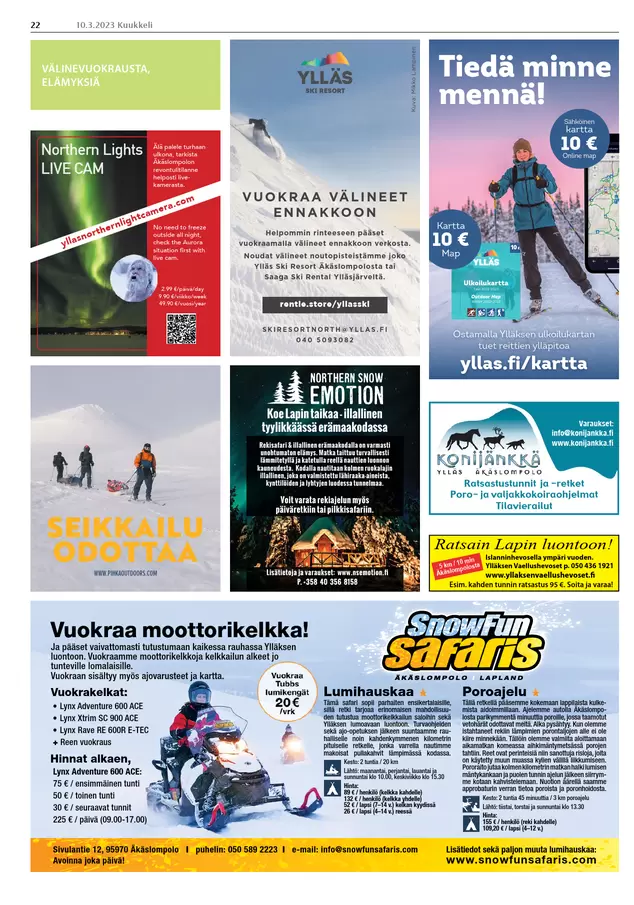 22
10.3.2023 Kuukkeli
VÄLINEVUOKRAUSTA,
ELÄMYKSIÄ
Northern Lights
LIVE CAM
Älä palele turhaan
ulkona, tarkista
Äkäslompolon
revontulitilanne
helposti live-
kamerasta.
yllasnorthernlightcamera.com
No need to freeze
outside all night,
check the Aurora
situation first with
live cam.
2.99 €/päivä/day
9.90 €/viikko/week
49.90 €/vuosi/year
YLLÄS
SKI RESORT
VUOKRAA VÄLINEET
ENNAKKOON
Helpommin rinteeseen pääset
vuokraamalla välineet ennakkoon verkosta.
Noudat välineet noutopisteistämme joko
Ylläs Ski Resort Äkäslompolosta tai
Saaga Ski Rental Ylläsjärveltä.
rentle.store/yllasski
SKIRESORTNORTH@YLLAS.FI
040 5093082
Tiedä minne
mennä!
Sähköinen
kartta
10 €
Online map
Kartta
10 €
Map
Ulkoilukartta
Outdoor Map
Ostamalla Ylläksen ulkoilukartan
tuet reittien ylläpitoa
yllas.fi/kartta
SEIKKAILU
ODOTTAA
WWW.PIHKAOUTDOORS.COM
NORTHERN SNOW
EMOTION
Koe Lapin taikaa - illallinen
tyylikkäässä erämaakodassa
Rekisafari & illallinen erämaakodalla on varmasti
unohtumaton elämys. Matka taittuu turvallisesti
lämmitetyllä ja katetulla reellä nauttien luonnon
kauneudesta. Kodalla nautitaan kolmen ruokalajin
illallinen, joka on valmistettu lähiraaka-aineista,
kynttilöiden ja lyhtyjen luodessa tunnelmaa.
Voit varata rekiajelun myös
päiväretkiin tai pilkkisafariin.
Lisätietoja ja varaukset: www.nsemotion.fi
P. +358 40 356 8158
Varaukset:
info@konijankka.fi
www.konijankka.fi
KONIJÄNKKÄ
YLLÄS ÄKÄSLOMPOLO
Ratsastustunnit ja -retket
Poro- ja valjakkokoiraohjelmat
Tilavierailut
Ratsain Lapin luontoon!
5 km / 10 min
Äkäslompolosta
Islanninhevosella ympäri vuoden.
Ylläksen Vaellushevoset p. 050 436 1921
www.yllaksenvaellushevoset.fi
Esim. kahden tunnin ratsastus 95 €. Soita ja varaa!
Vuokraa moottorikelkka!
Ja pääset vaivattomasti tutustumaan kaikessa rauhassa Ylläksen
luontoon. Vuokraamme moottorikelkkoja kelkkailun alkeet jo
tunteville lomalaisille.
Vuokraan sisältyy myös ajovarusteet ja kartta.
Vuokrakelkat:
• Lynx Adventure 600 ACE
• Lynx Xtrim SC 900 ACE
• Lynx Rave RE 600R E-TEC
+ Reen vuokraus
Hinnat alkaen,
Lynx Adventure 600 ACE:
75 € / ensimmäinen tunti
50 € / toinen tunti
30 € / seuraavat tunnit
225 € / päivä (09.00-17.00)
Vuokraa
Tubbs
lumikengät
20 €
/vrk
SnowFun
Safaris
ÄKÄSLOMPOLO | LAPLAND
Lumihauskaa
Tämä safari sopii parhaiten ensikertalaisille,
sillä retki tarjoaa erinomaisen mahdollisuu-
den tutustua moottorikelkkailun saloihin sekä
Ylläksen lumoavaan luontoon. Turvaohjeiden
sekä ajo-opetuksen jälkeen suuntaamme rau-
halliselle noin kahdenkymmenen kilometrin
pituiselle retkelle, jonka varrella nautimme
makoisat pullakahvit lämpimässä kodassa.
Kesto: 2 tuntia / 20 km
Lähtö: maanantai, perjantai, lauantai ja
sunnuntai klo 10.00, keskiviikko klo 15.30
Hinta:
89 € / henkilö (kelkka kahdelle)
132 € / henkilö (kelkka yhdelle)
52 € / lapsi (7–14 v.) kelkan kyydissä
26 € / lapsi (4–14 v.) reessä
Poroajelu
Tällä retkellä pääsemme kokemaan lappilaista kulke-
mista aidoimmillaan. Ajelemme autolla Äkäslompo-
losta parikymmentä minuuttia porotille, jossa taamotut
vetohärät odottavat meitä. Aika pysähtyy. Kun olemme
istahtaneet rekiin lämpimien porontaljojen alle ei ole
kiire minnekään. Tällöin olemme valmiita aloittamaan
aikamatkan komeassa aihkimäntymetsässä porojen
tahtiin. Reet ovat perinteisiä niin sanottuja risloja, joita
on käytetty muun muassa kylien välillä liikkumiseen.
Poroaitto jutaa kolmen kilometrin matkan halki lumisen
mäntykankaan ja puolen tunnin ajelun jälkeen siirrym-
me kotaan kahvistelemaan. Nuotion äärellä saamme
approbaturin verran tietoa poroista ja poronhoidosta.
Kesto: 2 tuntia 45 minuuttia / 3 km poroajelu
Lähtö: tiistai, torstai ja sunnuntai klo 13.30
Hinta:
155 € / henkilö (reki kahdelle)
109,20 € / lapsi (4–12 v.)
Sivulantie 12, 95970 Äkäslompolo | puhelin: 050 589 2223 | e-mail: info@snowfunsafaris.com
Avoinna joka päivä!
Lisätiedot sekä paljon muuta lumihauskaa:
www.snowfunsafaris.com